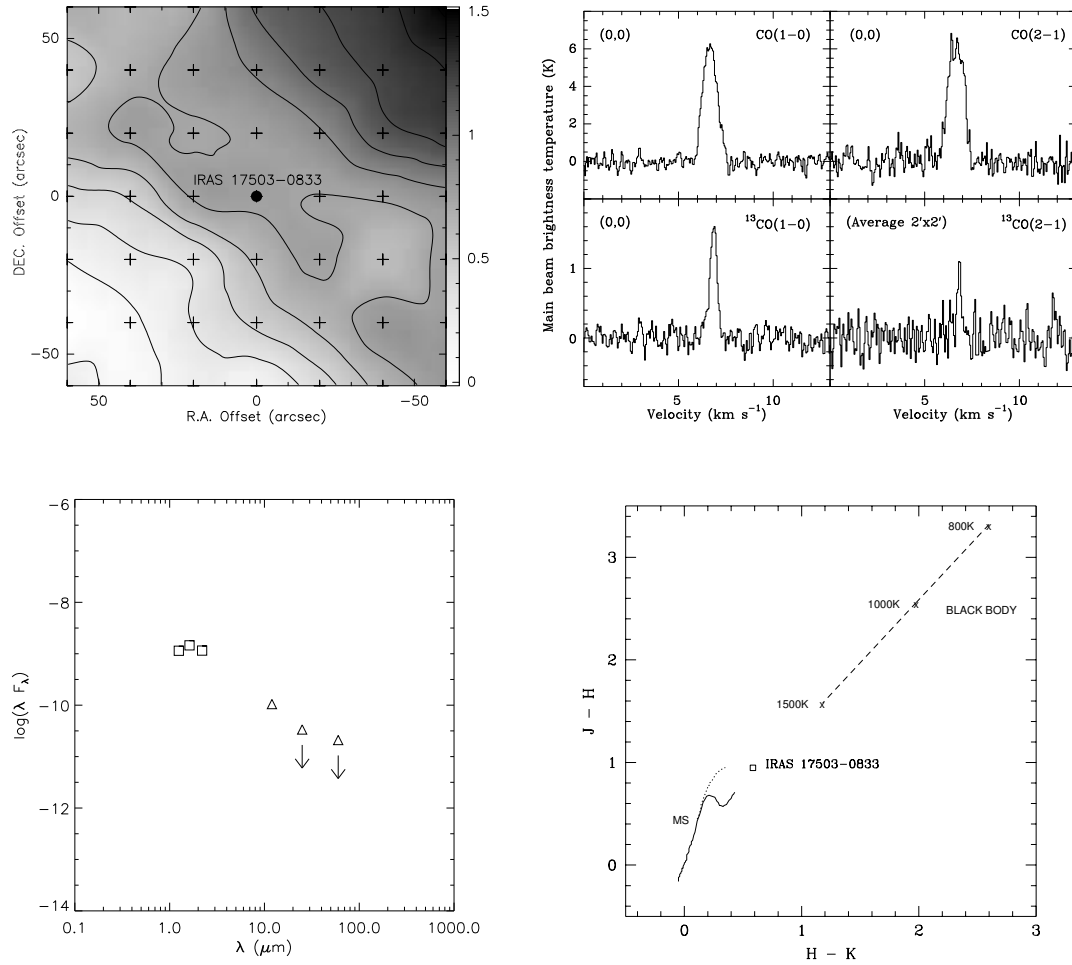 50
0
−50
DEC. Offset (arcsec)
IRAS 17503−0833
50
0
−50
R.A. Offset (arcsec)
1.5
1
0.5
0
Main beam brightness temperature (K)
6
4
2
0
(0,0) CO(1−0)
(0,0) CO(2−1)
1
0
(0,0) ¹³CO(1−0)
(Average 2'x2') ¹³CO(2−1)
5 10
5 10
Velocity (km s⁻¹)
Velocity (km s⁻¹)
−6
−8
−10
−12
−14
log(λ Fλ)
0.1 1.0 10.0 100.0 1000.0
λ (μm)
3
2
1
0
J − H
800K
1000K
BLACK BODY
1500K
IRAS 17503−0833
MS
0 1 2 3
H − K